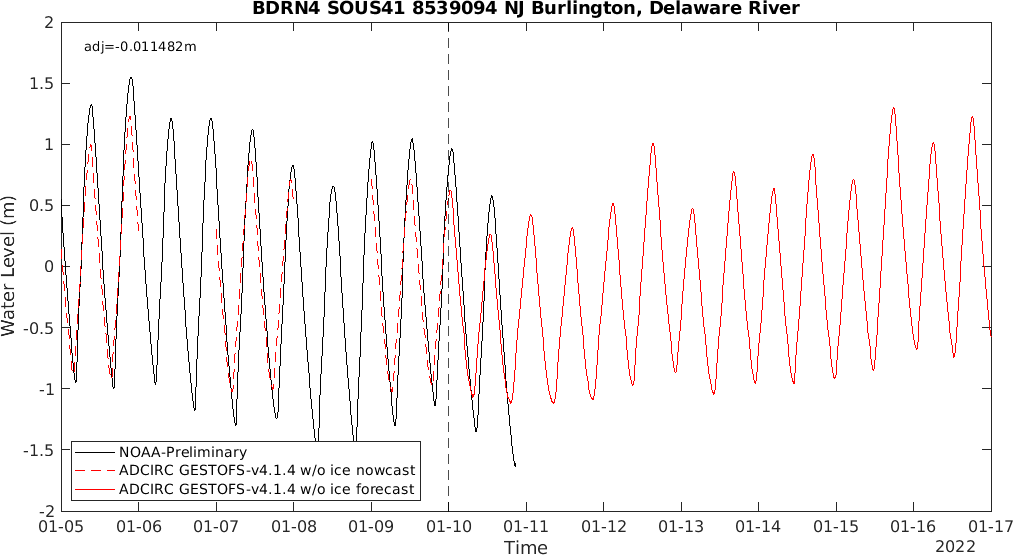 BDRN4 SOUS41 8539094 NJ Burlington, Delaware River
adj=-0.011482m
2
1.5
1
0.5
0
-0.5
-1
-1.5
-2
Water Level (m)
NOAA-Preliminary
ADCIRC GESTOFS-v4.1.4 w/o ice nowcast
ADCIRC GESTOFS-v4.1.4 w/o ice forecast
01-05 01-06 01-07 01-08 01-09 01-10 01-11 01-12 01-13 01-14 01-15 01-16 01-17
Time
2022